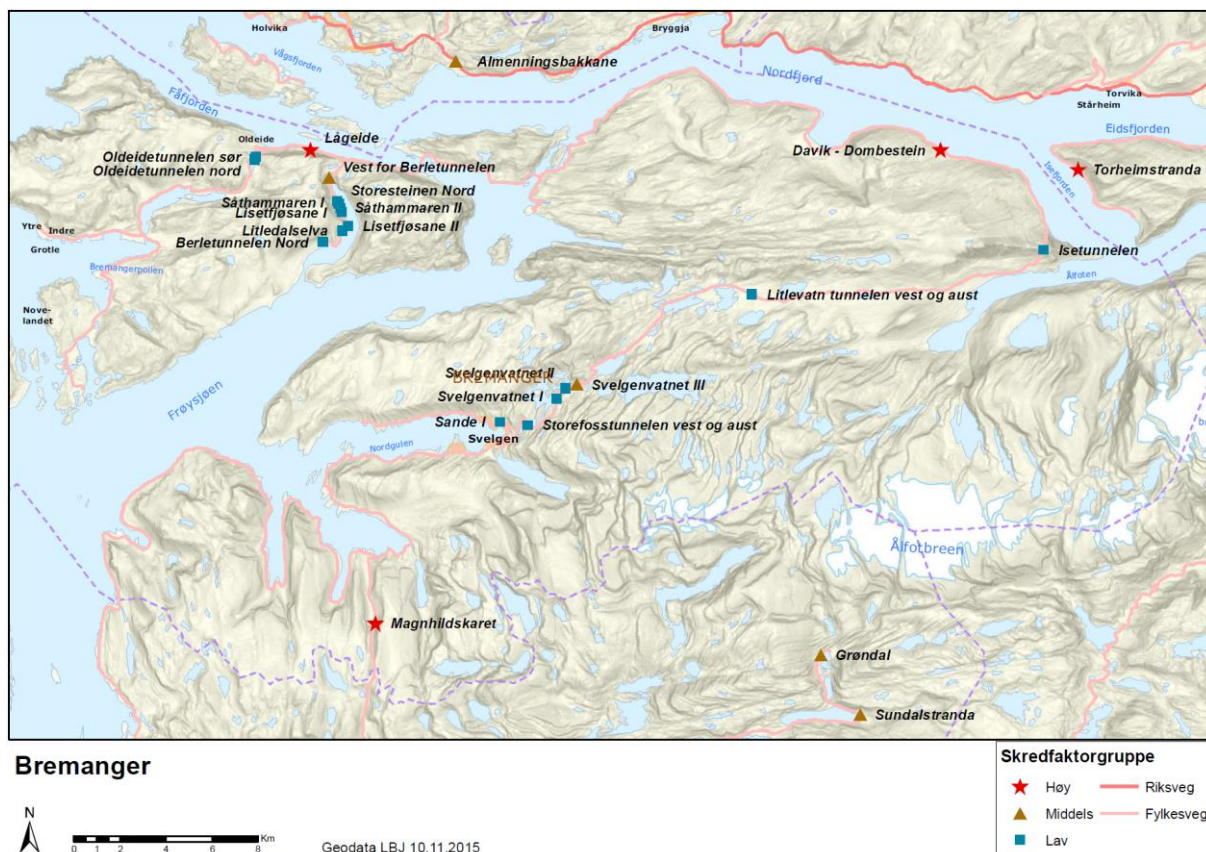 Holvika
Bryggja
Vågsfjorden
Almenningsbakkane
Nordfjord
Fåfjorden
Torvika
Stårheim
Eidsfjorden
Oldeide
Lågeide
Davik - Dombestein
Oldeidetunnelen sør
Oldeidetunnelen nord
Vest for Berletunnelen
Isefjorden
Torheimstranda
Storesteinen Nord
Såthammaren I
Såthammaren II
Lisetfjøsane I
Lisetfjøsane II
Litledalselva
Berletunnelen Nord
Ytre
Indre
Grotle
Isetunnelen
Bremangerpollen
Ålfoten
Nove-
landet
Litlevatn tunnelen vest og aust
Svelgenvatnet II
BREMANGER
Svelgenvatnet III
Svelgenvatnet I
Frøysjøen
Sande I
Storefosstunnelen vest og aust
Svelgen
Nordgulen
Ålfotbreen
Magnhildskaret
Grøndal
Sundalstranda
Bremanger
N
Km
0 1 2 4 6 8
Geodata LBJ 10.11.2015
Skredfaktorgruppe
Høy
Riksveg
Middels
Fylkesveg
Lav